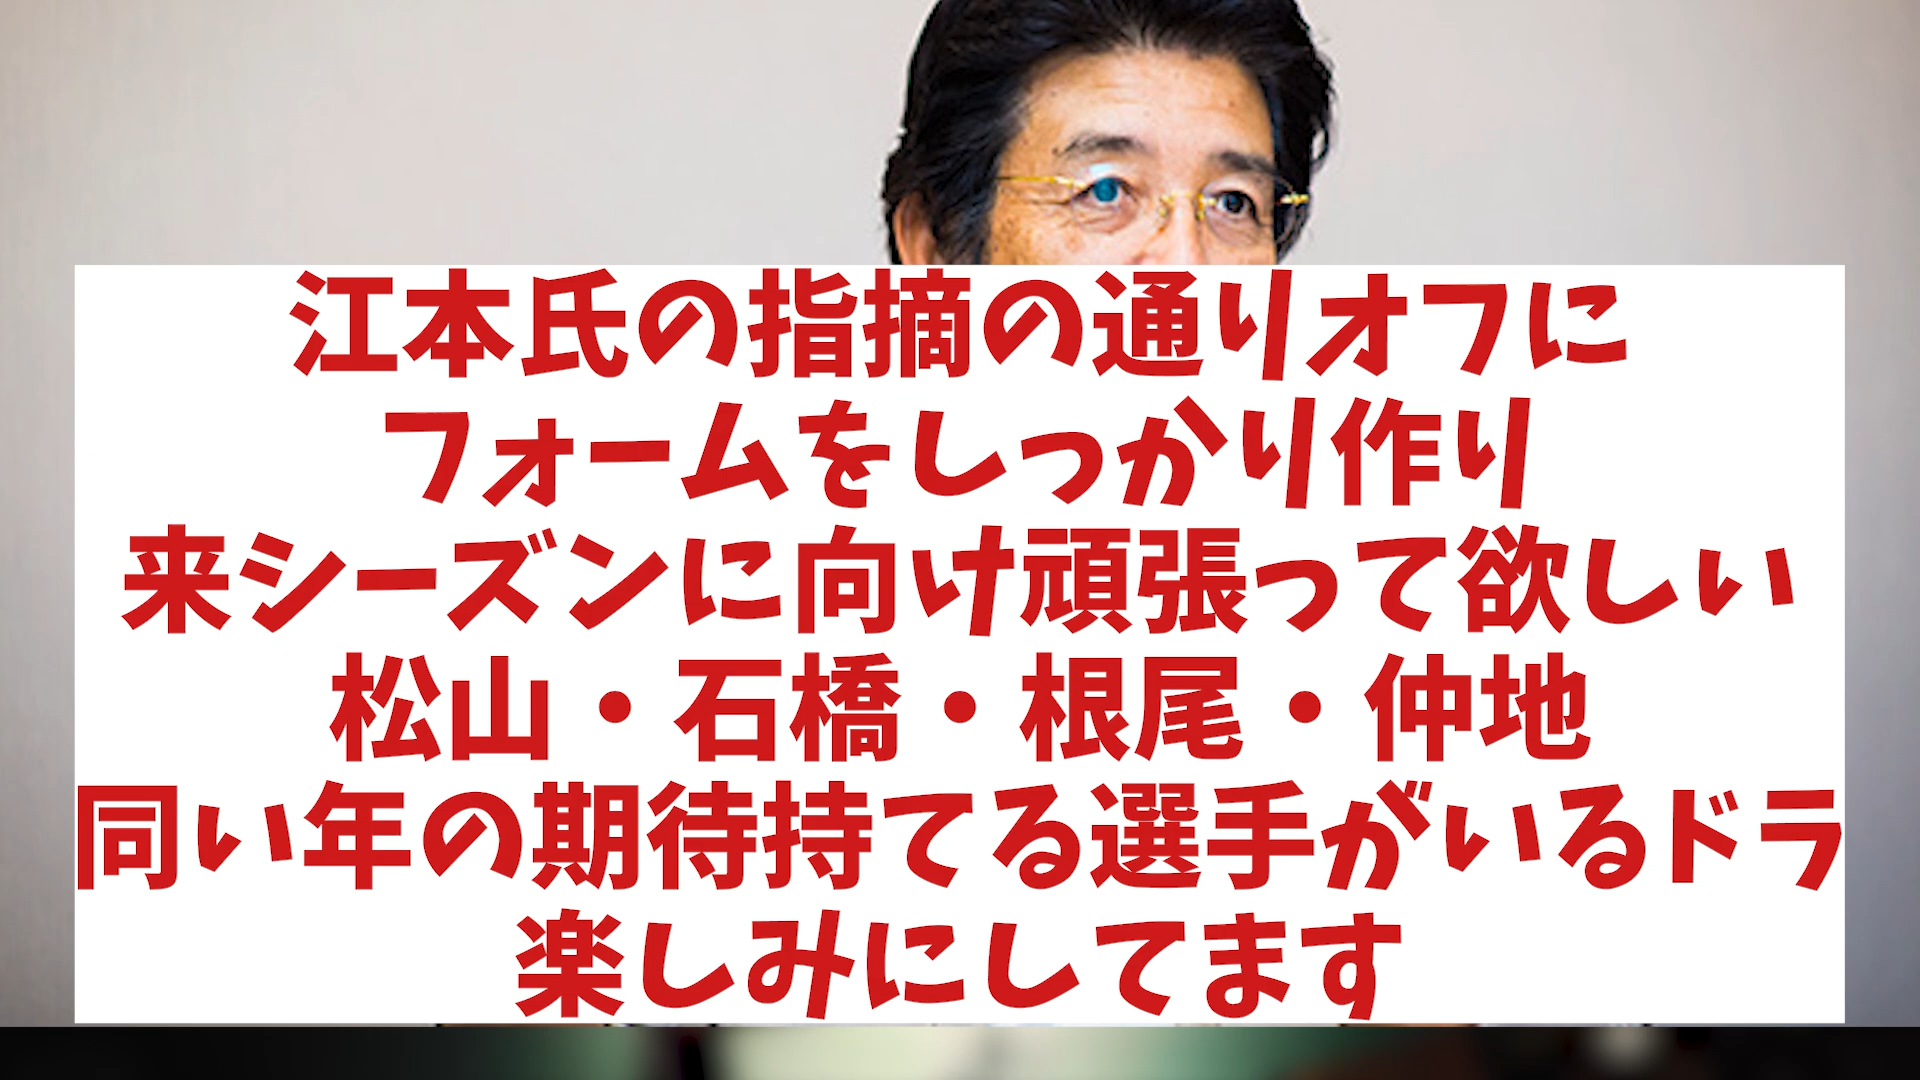 江本氏の指摘の通りオフに
フォームをしっかり作り
来シーズンに向け頑張って欲しい
松山・石橋・根尾・仲地
同い年の期待持てる選手がいるドラ
楽しみにしてます